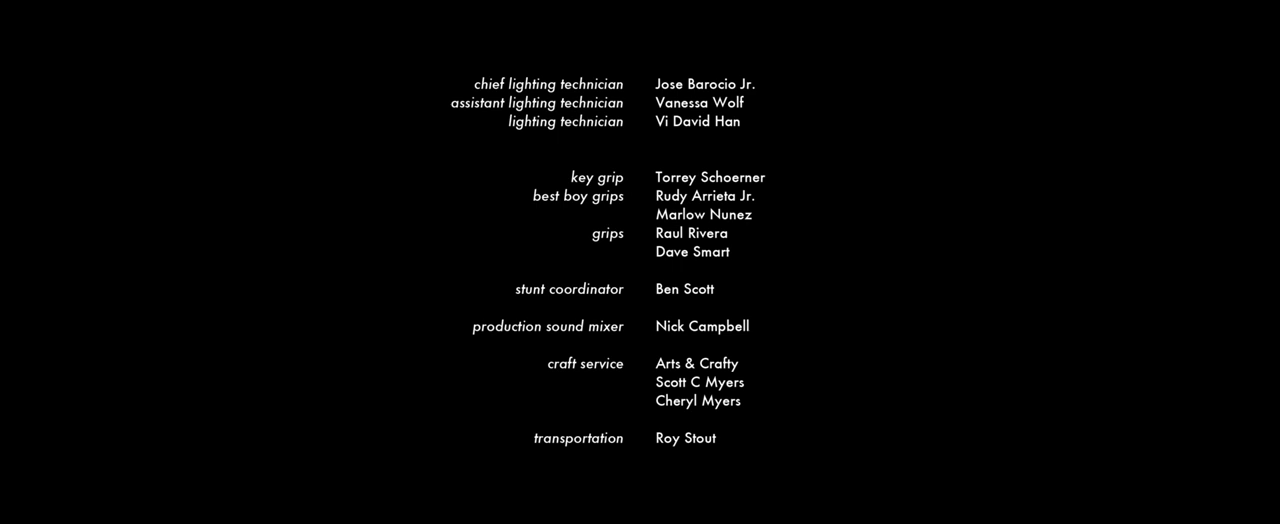 chief lighting technician Jose Barocio Jr.
assistant lighting technician Vanessa Wolf
lighting technician Vi David Han
key grip Torrey Schoerner
best boy grips Rudy Arrieta Jr.
Marlow Nunez
grips Raul Rivera
Dave Smart
stunt coordinator Ben Scott
production sound mixer Nick Campbell
craft service Arts & Crafty
Scott C Myers
Cheryl Myers
transportation Roy Stout